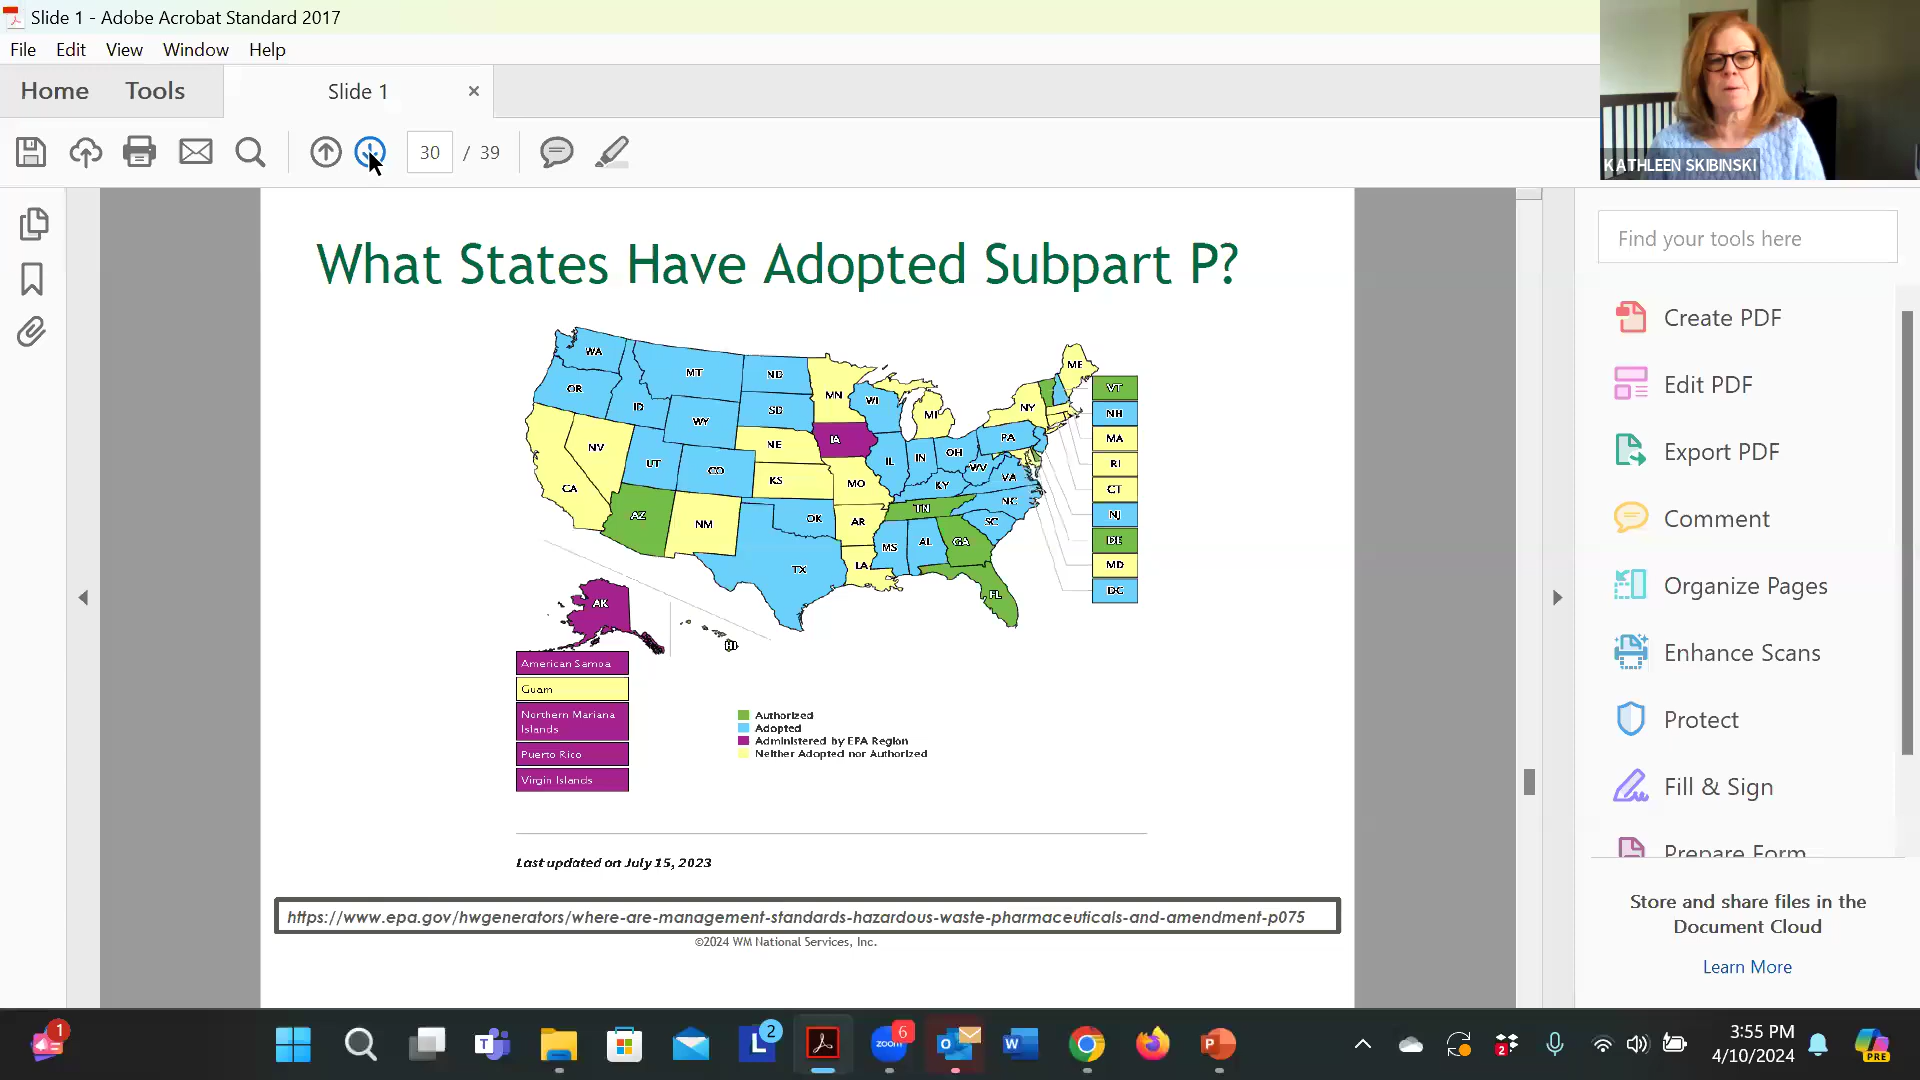 Slide 1 - Adobe Acrobat Standard 2017
File Edit View Window Help
Home Tools Slide 1 ×
30 / 39
KATHLEEN SKIBINSKI
What States Have Adopted Subpart P?
WA
MT
ND
MN
OR
ID
WY
SD
WI
MI
NY
ME
NV
UT
CO
NE
IA
IL
IN
OH
PA
WV
VA
CA
KS
MO
KY
NC
AZ
NM
OK
AR
TN
SC
TX
LA
MS
AL
GA
FL
AK
HI
VT
NH
MA
RI
CT
NJ
DE
MD
DC
American Samoa
Guam
Northern Mariana
Islands
Puerto Rico
Virgin Islands
Authorized
Adopted
Administered by EPA Region
Neither Adopted nor Authorized
Last updated on July 15, 2023
https://www.epa.gov/hwgenerators/where-are-management-standards-hazardous-waste-pharmaceuticals-and-amendment-p075
©2024 WM National Services, Inc.
Find your tools here
Create PDF
Edit PDF
Export PDF
Comment
Organize Pages
Enhance Scans
Protect
Fill & Sign
Prepare Form
Store and share files in the
Document Cloud
Learn More
1
L 2
zoom 6
2
3:55 PM
4/10/2024
PRE